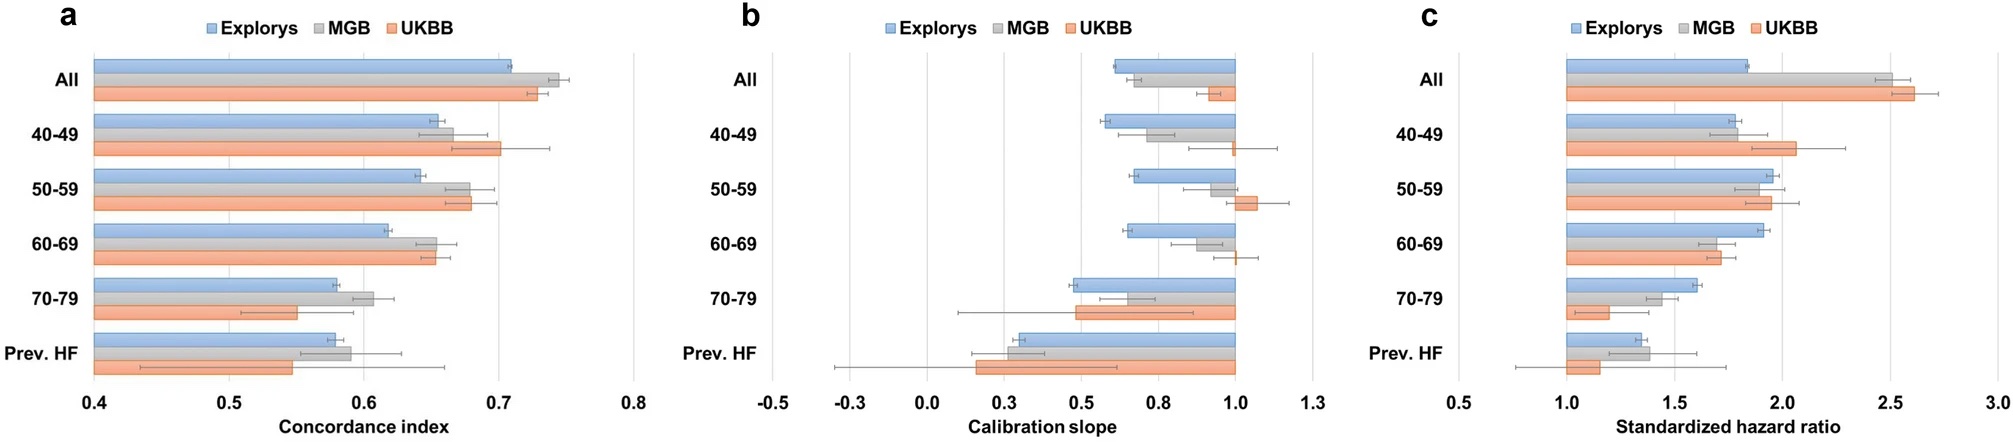 a
Explorys MGB UKBB
All
40-49
50-59
60-69
70-79
Prev. HF
0.4 0.5 0.6 0.7 0.8
Concordance index
b
Explorys MGB UKBB
All
40-49
50-59
60-69
70-79
Prev. HF
-0.5 -0.3 0.0 0.3 0.5 0.8 1.0 1.3
Calibration slope
c
Explorys MGB UKBB
All
40-49
50-59
60-69
70-79
Prev. HF
0.5 1.0 1.5 2.0 2.5 3.0
Standardized hazard ratio